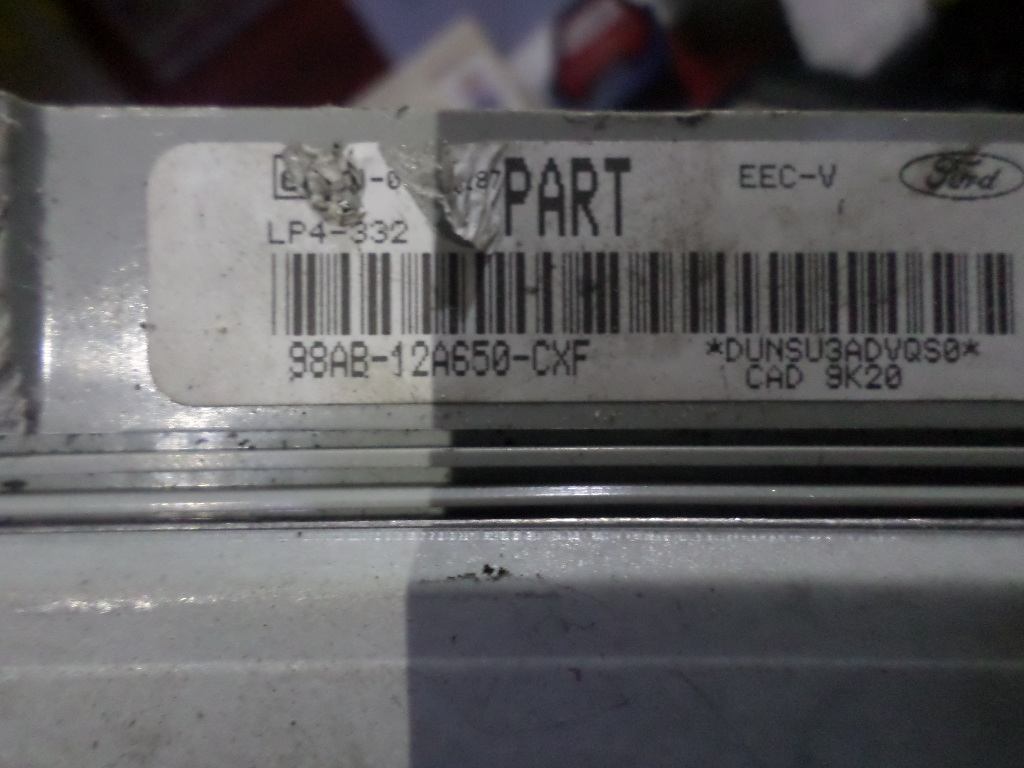 PART
EEC-V
Ford
LP4-332
98AB-12A650-CXF
*DUNSU3ADVQS0*
CAD 9K20